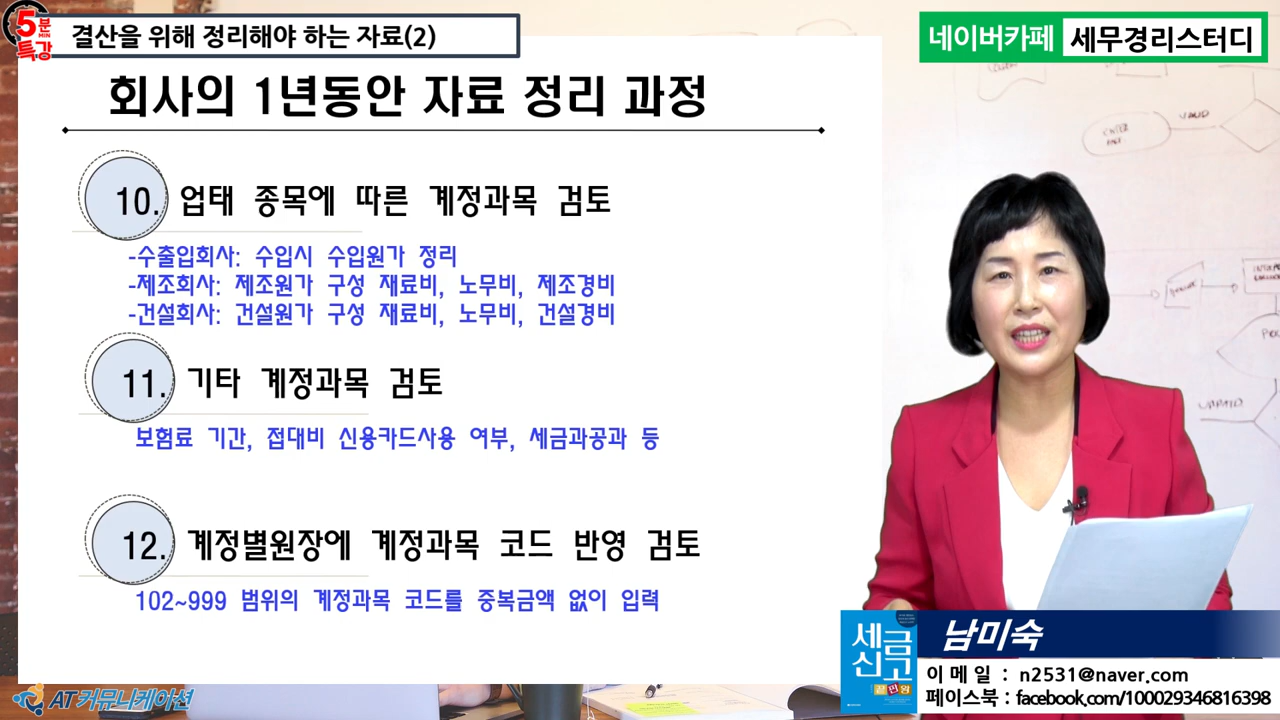 5분
MIN
특강
결산을 위해 정리해야 하는 자료(2)
네이버카페 세무경리스터디
회사의 1년동안 자료 정리 과정
10. 업태 종목에 따른 계정과목 검토
-수출입회사: 수입시 수입원가 정리
-제조회사: 제조원가 구성 재료비, 노무비, 제조경비
-건설회사: 건설원가 구성 재료비, 노무비, 건설경비
11. 기타 계정과목 검토
보험료 기간, 접대비 신용카드사용 여부, 세금과공과 등
12. 계정별원장에 계정과목 코드 반영 검토
102~999 범위의 계정과목 코드를 중복금액 없이 입력
VALID
세금
신고
끝판왕
남미숙
이 메 일 : n2531@naver.com
페이스북 : facebook.com/100029346816398
AT커뮤니케이션